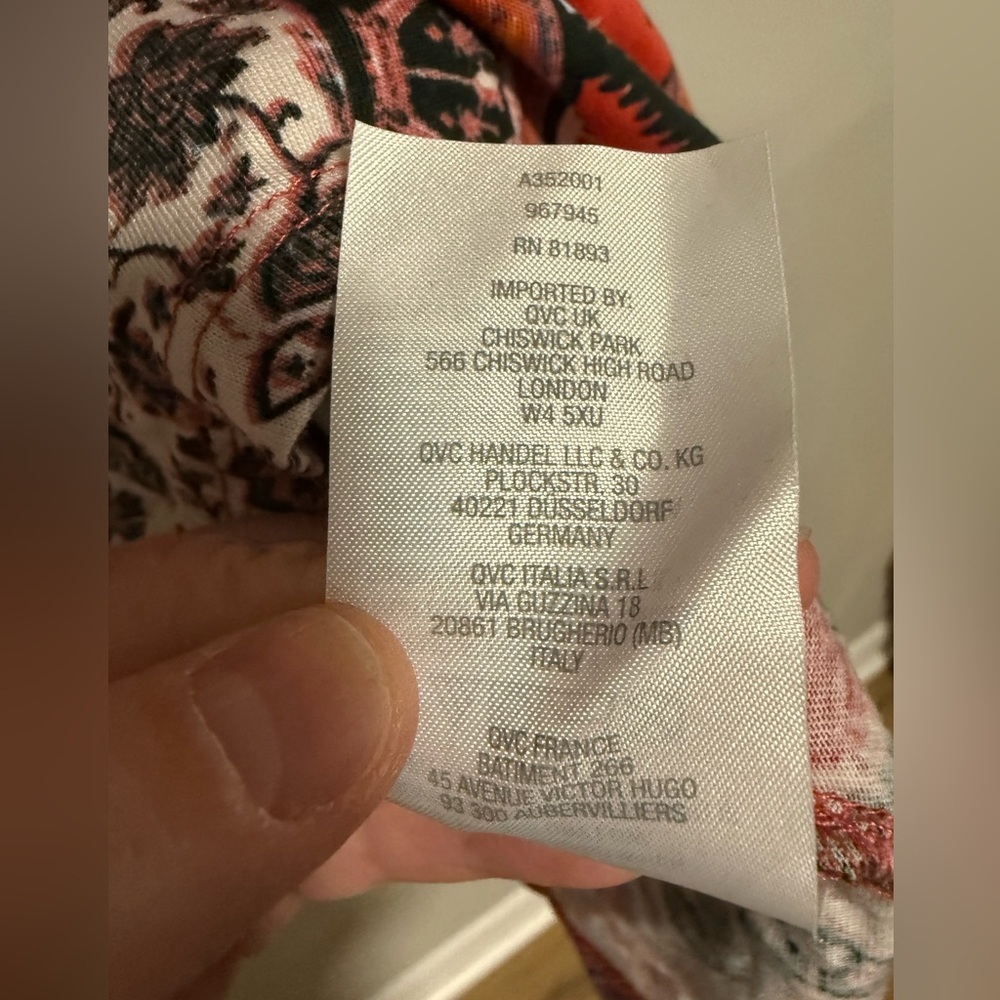 A352001
967945
RN 81893
IMPORTED BY:
QVC UK
CHISWICK PARK
566 CHISWICK HIGH ROAD
LONDON
W4 5XU
QVC HANDEL LLC & CO. KG
PLOCKSTR. 30
40221 DÜSSELDORF
GERMANY
QVC ITALIA S.R.L
VIA GUZZINA 18
20861 BRUGHERIO (MB)
ITALY
QVC FRANCE
BATIMENT 266
45 AVENUE VICTOR HUGO
93 300 AUBERVILLIERS